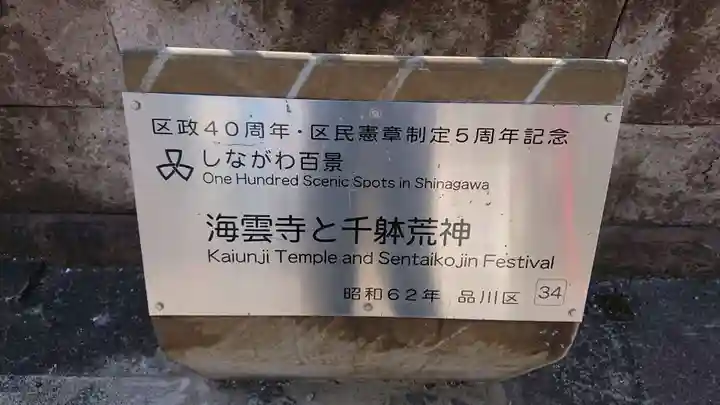 区政40周年・区民憲章制定5周年記念
しながわ百景
One Hundred Scenic Spots in Shinagawa
海雲寺と千躰荒神
Kaiunji Temple and Sentaikojin Festival
昭和62年 品川区 34